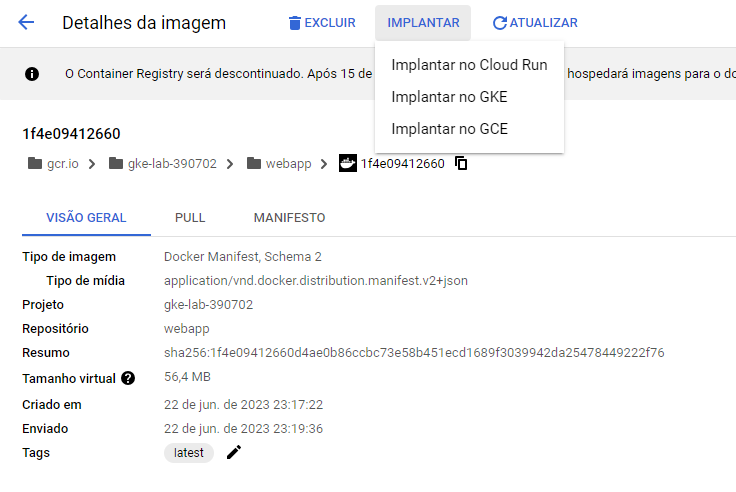 Detalhes da imagem
EXCLUIR
IMPLANTAR
ATUALIZAR
Implantar no Cloud Run
Implantar no GKE
Implantar no GCE
O Container Registry será descontinuado. Após 15 de
hospedará imagens para o do
1f4e09412660
gcr.io > gke-lab-390702 > webapp > 1f4e09412660
VISÃO GERAL PULL MANIFESTO
Tipo de imagem Docker Manifest, Schema 2
Tipo de mídia application/vnd.docker.distribution.manifest.v2+json
Projeto gke-lab-390702
Repositório webapp
Resumo sha256:1f4e09412660d4ae0b86ccbc73e58b451ecd1689f3039942da25478449222f76
Tamanho virtual 56,4 MB
Criado em 22 de jun. de 2023 23:17:22
Enviado 22 de jun. de 2023 23:19:36
Tags latest